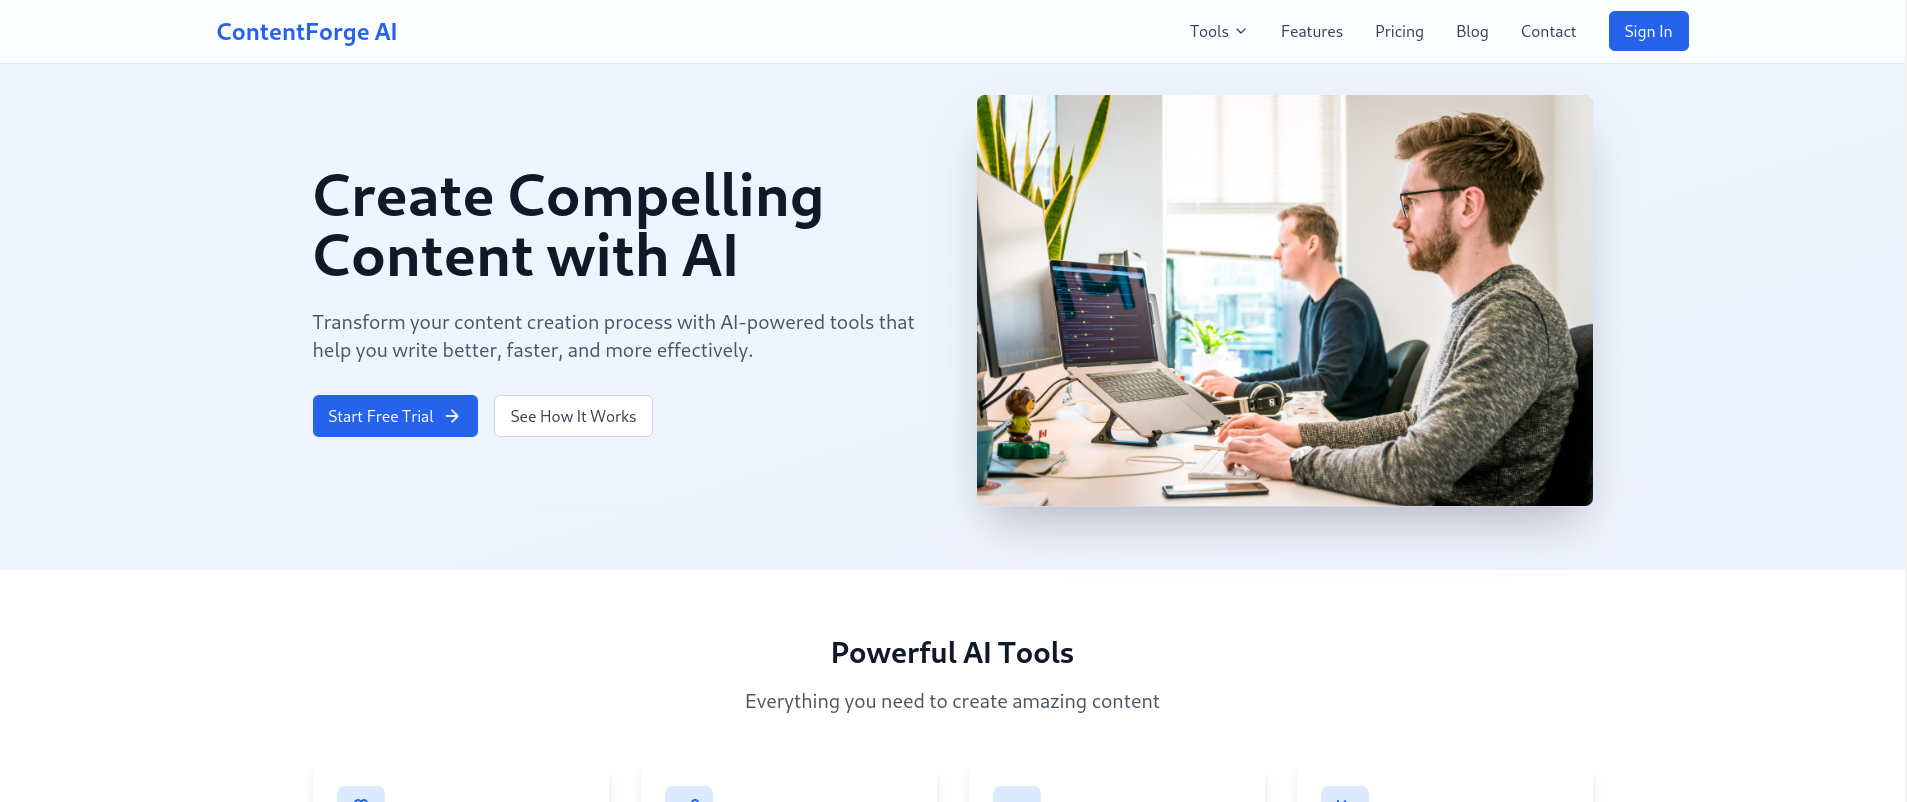 ContentForge AI
Tools
Features
Pricing
Blog
Contact
Sign In
Create Compelling
Content with AI
Transform your content creation process with AI-powered tools that
help you write better, faster, and more effectively.
Start Free Trial
See How It Works
Powerful AI Tools
Everything you need to create amazing content